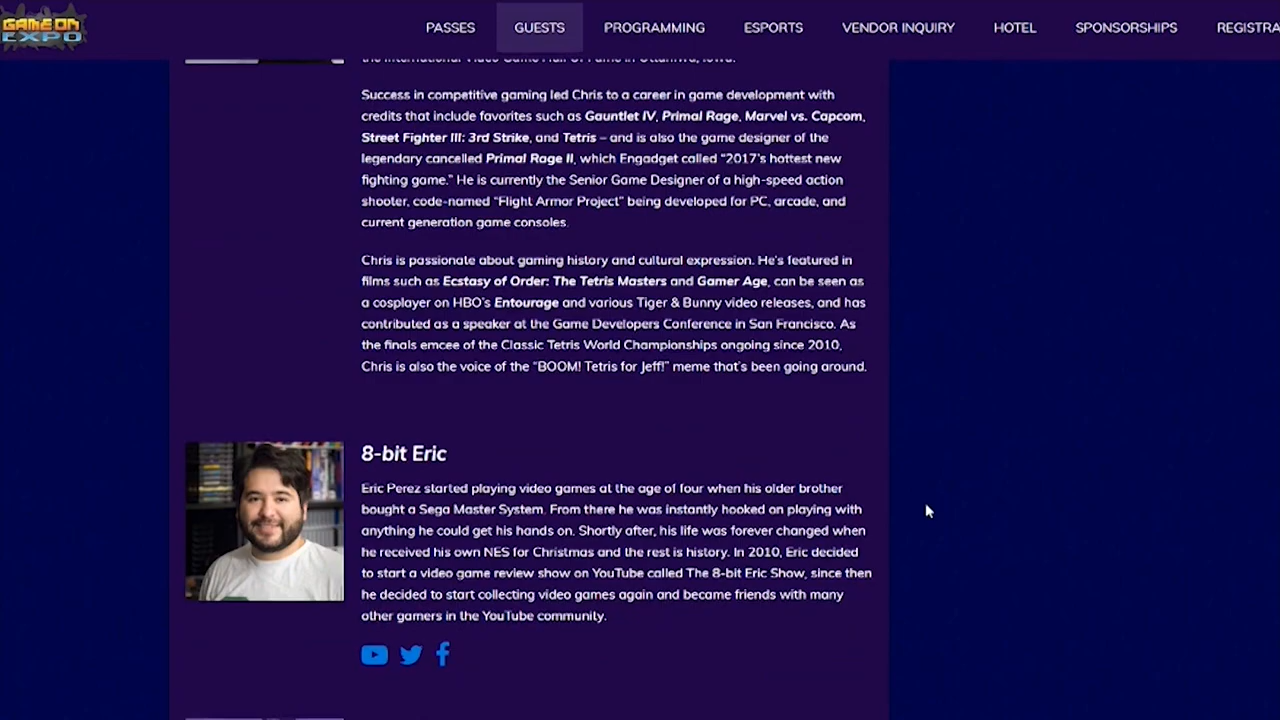 GAME ON
EXPO
PASSES
GUESTS
PROGRAMMING
ESPORTS
VENDOR INQUIRY
HOTEL
SPONSORSHIPS
REGISTRA
the International Video Game Hall Of Fame in Ottumwa, Iowa.
Success in competitive gaming led Chris to a career in game development with
credits that include favorites such as Gauntlet IV, Primal Rage, Marvel vs. Capcom,
Street Fighter III: 3rd Strike, and Tetris – and is also the game designer of the
legendary cancelled Primal Rage II, which Engadget called “2017’s hottest new
fighting game.” He is currently the Senior Game Designer of a high-speed action
shooter, code-named “Flight Armor Project” being developed for PC, arcade, and
current generation game consoles.
Chris is passionate about gaming history and cultural expression. He’s featured in
films such as Ecstasy of Order: The Tetris Masters and Gamer Age, can be seen as
a cosplayer on HBO’s Entourage and various Tiger & Bunny video releases, and has
contributed as a speaker at the Game Developers Conference in San Francisco. As
the finals emcee of the Classic Tetris World Championships ongoing since 2010,
Chris is also the voice of the “BOOM! Tetris for Jeff!” meme that’s been going around.
8-bit Eric
Eric Perez started playing video games at the age of four when his older brother
bought a Sega Master System. From there he was instantly hooked on playing with
anything he could get his hands on. Shortly after, his life was forever changed when
he received his own NES for Christmas and the rest is history. In 2010, Eric decided
to start a video game review show on YouTube called The 8-bit Eric Show, since then
he decided to start collecting video games again and became friends with many
other gamers in the YouTube community.